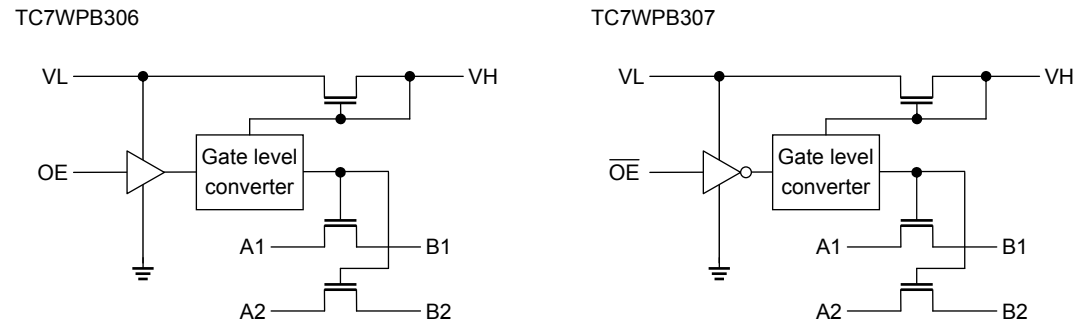 TC7WPB306
VL
VH
OE
Gate level
converter
A1
B1
A2
B2
TC7WPB307
VL
VH
O̅E̅
Gate level
converter
A1
B1
A2
B2